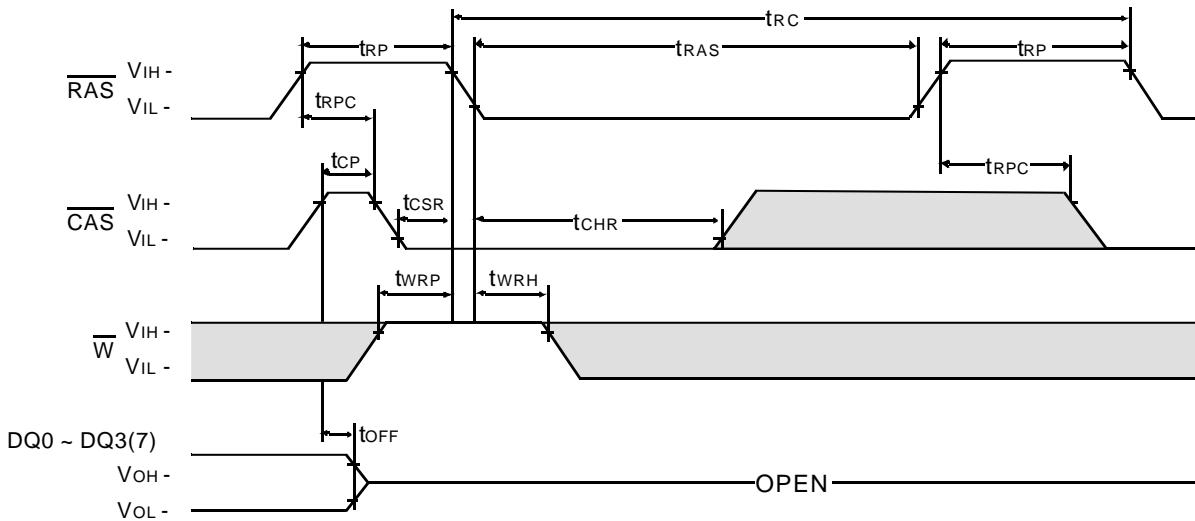 tRC
tRP tRAS tRP
RAS VIH -
VIL -
tRPC
tCP tRPC
CAS VIH -
VIL -
tCSR tCHR
tWRP tWRH
W VIH -
VIL -
DQ0 ~ DQ3(7) tOFF
VOH -
VOL -
OPEN